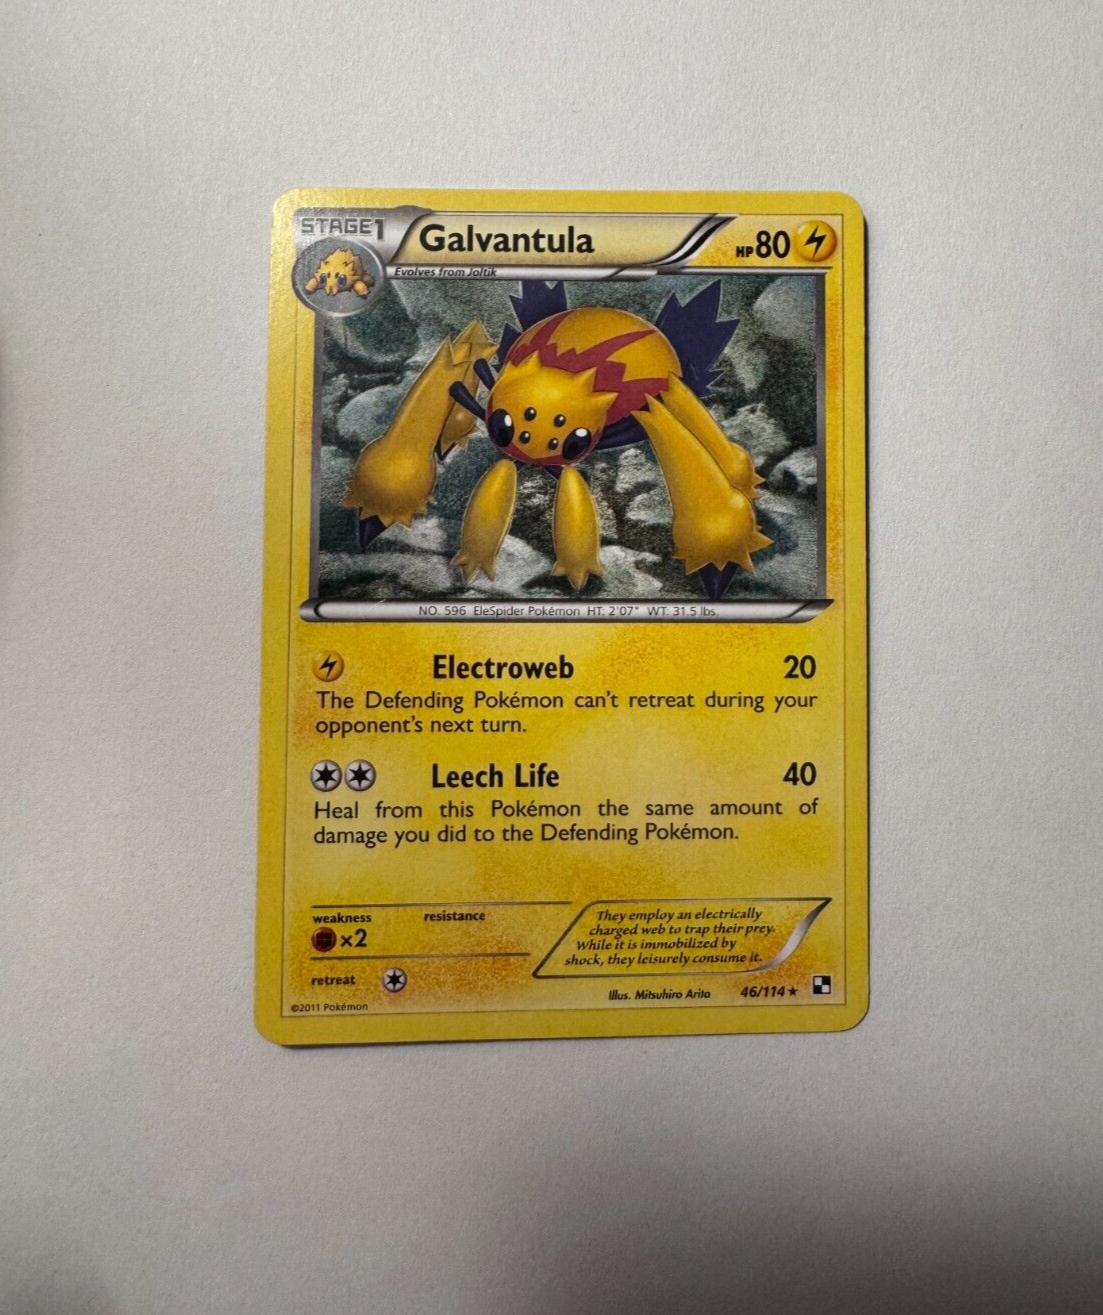 STAGE1 Galvantula HP80
Evolves from Joltik
NO. 596 EleSpider Pokémon HT: 2'07" WT: 31.5 lbs.
Electroweb 20
The Defending Pokémon can't retreat during your
opponent's next turn.
Leech Life 40
Heal from this Pokémon the same amount of
damage you did to the Defending Pokémon.
weakness resistance
×2
retreat
They employ an electrically
charged web to trap their prey.
While it is immobilized by
shock, they leisurely consume it.
Illus. Mitsuhiro Arita 46/114★
©2011 Pokémon